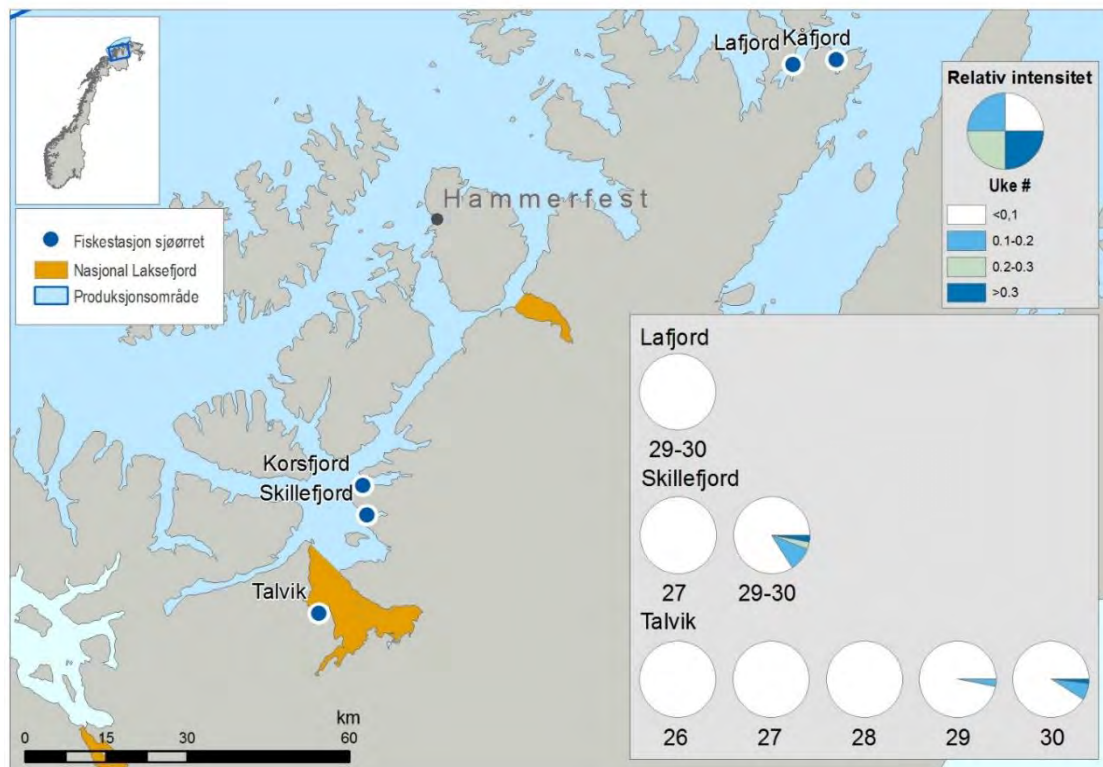 Lafjord Kåfjord
Hammerfest
Korsfjord
Skillefjord
Talvik
Fiskestasjon sjøørret
Nasjonal Laksefjord
Produksjonsområde
Relativ intensitet
Uke #
<0,1
0.1-0.2
0.2-0.3
>0.3
Lafjord
29-30
Skillefjord
27 29-30
Talvik
26 27 28 29 30
km
0 15 30 60